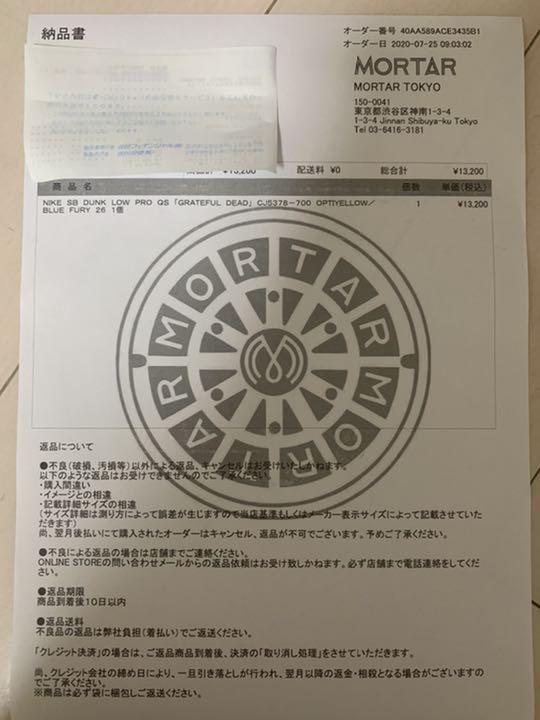 納品書
オーダー番号 40AA589ACE3435B1
オーダー日 2020-07-25 09:03:02
MORTAR
MORTAR TOKYO
150-0041
東京都渋谷区神南1-3-4
1-3-4 Jinnan Shibuya-ku Tokyo
Tel 03-6416-3181
¥13,200 配送料 ¥0 総合計 ¥13,200
商品名 個数 単価(税込)
NIKE SB DUNK LOW PRO QS「GRATEFUL DEAD」CJ5378-700 OPTIYELLOW/ 1 ¥13,200
BLUE FURY 26 1個
MORTAR MORTAR
返品について
●不良(破損、汚損等)以外による返品、キャンセルはお受けいたしかねます。
以下のような返品はお受けできませんのでご了承ください。
・購入間違い
・イメージとの相違
・記載詳細サイズの相違
(サイズ詳細は測り方によって誤差が生じますので当店基準もしくはメーカー表示サイズによって記載させていた
だきます)
尚、翌月後払いにて購入されたオーダーはキャンセル、返品が不可でございます。予めご了承ください。
●不良による返品の場合は店舗までご連絡ください。
ONLINE STOREの問い合わせメールからの返品依頼はお受け致しかねます。必ず店舗まで電話連絡をしてくだ
さい。
●返品期限
商品到着後10日以内
●返品送料
不良品の返品は弊社負担(着払い)でご返送ください。
「クレジット決済」の場合は、ご返品商品到着後、決済の「取り消し処理」をさせていただきます。
尚、クレジット会社の締め日により、一旦引き落としが行われ、翌月以降の返金・相殺となる場合がございますの
でご了承ください。
※商品は必ず袋に梱包しご返送ください。